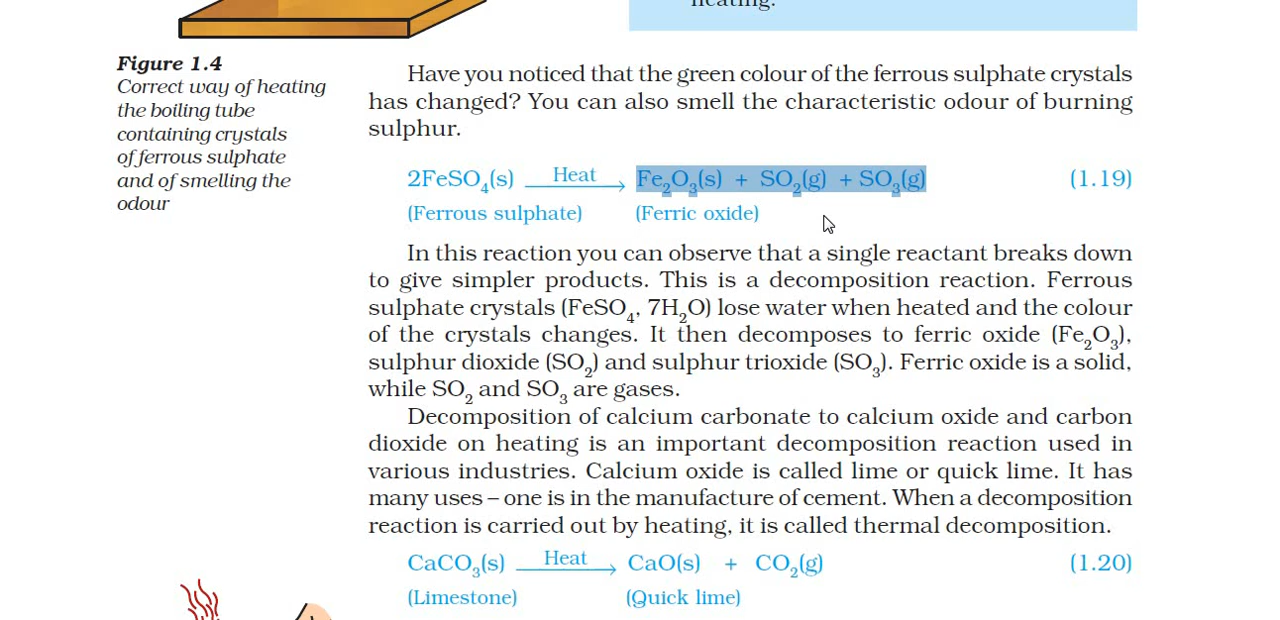 heating.
Figure 1.4
Correct way of heating
the boiling tube
containing crystals
of ferrous sulphate
and of smelling the
odour
Have you noticed that the green colour of the ferrous sulphate crystals
has changed? You can also smell the characteristic odour of burning
sulphur.
2FeSO₄(s) Heat→ Fe₂O₃(s) + SO₂(g) + SO₃(g) (1.19)
(Ferrous sulphate) (Ferric oxide)
In this reaction you can observe that a single reactant breaks down
to give simpler products. This is a decomposition reaction. Ferrous
sulphate crystals (FeSO₄, 7H₂O) lose water when heated and the colour
of the crystals changes. It then decomposes to ferric oxide (Fe₂O₃),
sulphur dioxide (SO₂) and sulphur trioxide (SO₃). Ferric oxide is a solid,
while SO₂ and SO₃ are gases.
Decomposition of calcium carbonate to calcium oxide and carbon
dioxide on heating is an important decomposition reaction used in
various industries. Calcium oxide is called lime or quick lime. It has
many uses – one is in the manufacture of cement. When a decomposition
reaction is carried out by heating, it is called thermal decomposition.
CaCO₃(s) Heat→ CaO(s) + CO₂(g) (1.20)
(Limestone) (Quick lime)